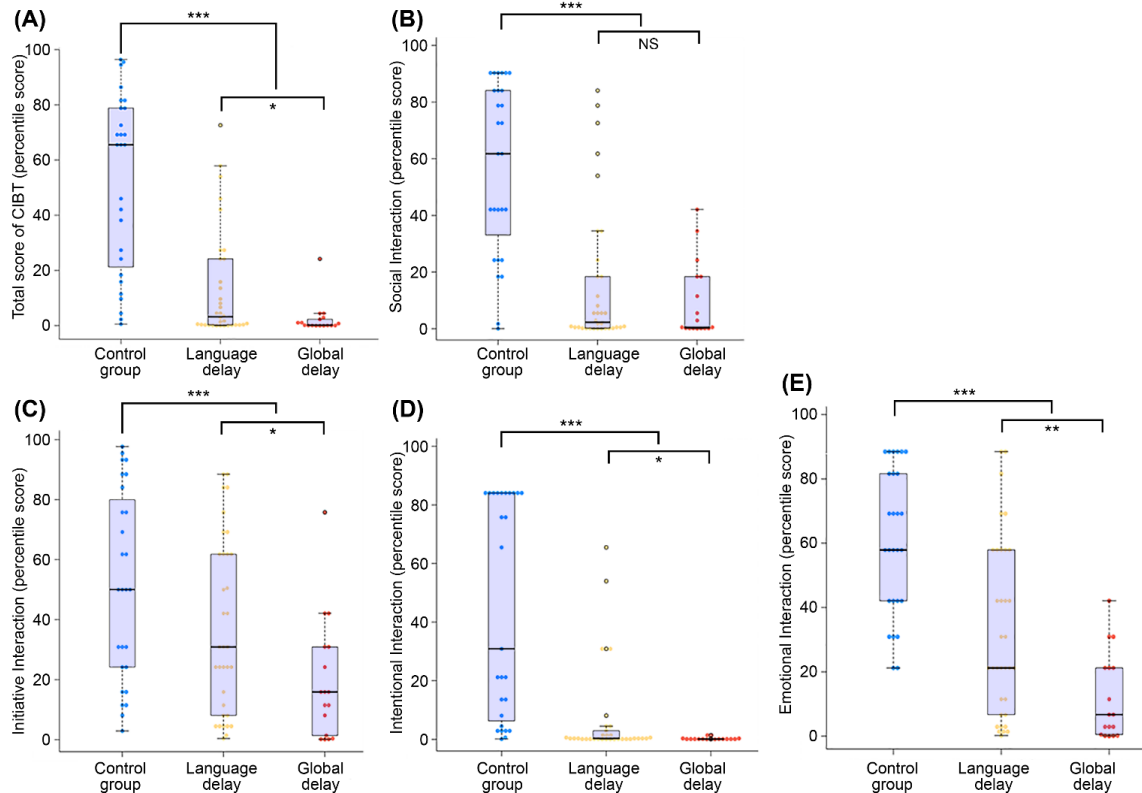 (A)
***
*
Total score of CIBT (percentile score)
100
80
60
40
20
0
Control group
Language delay
Global delay
(B)
***
NS
Social Interaction (percentile score)
100
80
60
40
20
0
Control group
Language delay
Global delay
(C)
***
*
Initiative Interaction (percentile score)
100
80
60
40
20
0
Control group
Language delay
Global delay
(D)
***
*
Intentional Interaction (percentile score)
100
80
60
40
20
0
Control group
Language delay
Global delay
(E)
***
**
Emotional Interaction (percentile score)
100
80
60
40
20
0
Control group
Language delay
Global delay